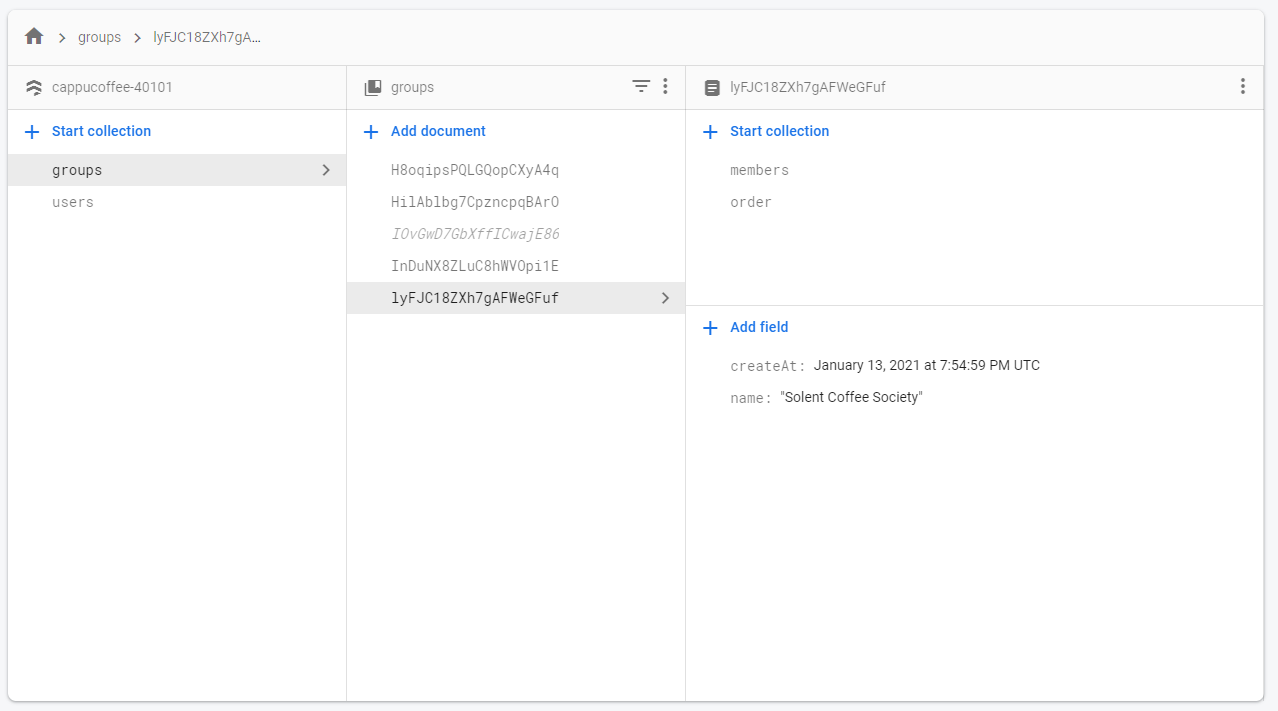 groups
lyFJC18ZXh7gA...
cappucoffee-40101
Start collection
groups
users
groups
Add document
H8oqipsPQLGQopCXyA4q
HilAblbg7CpzncpqBArO
IOvGwD7GbXffICwajE86
InDuNX8ZLuC8hWVOpi1E
lyFJC18ZXh7gAFWeGFuf
lyFJC18ZXh7gAFWeGFuf
Start collection
members
order
Add field
createAt: January 13, 2021 at 7:54:59 PM UTC
name: "Solent Coffee Society"